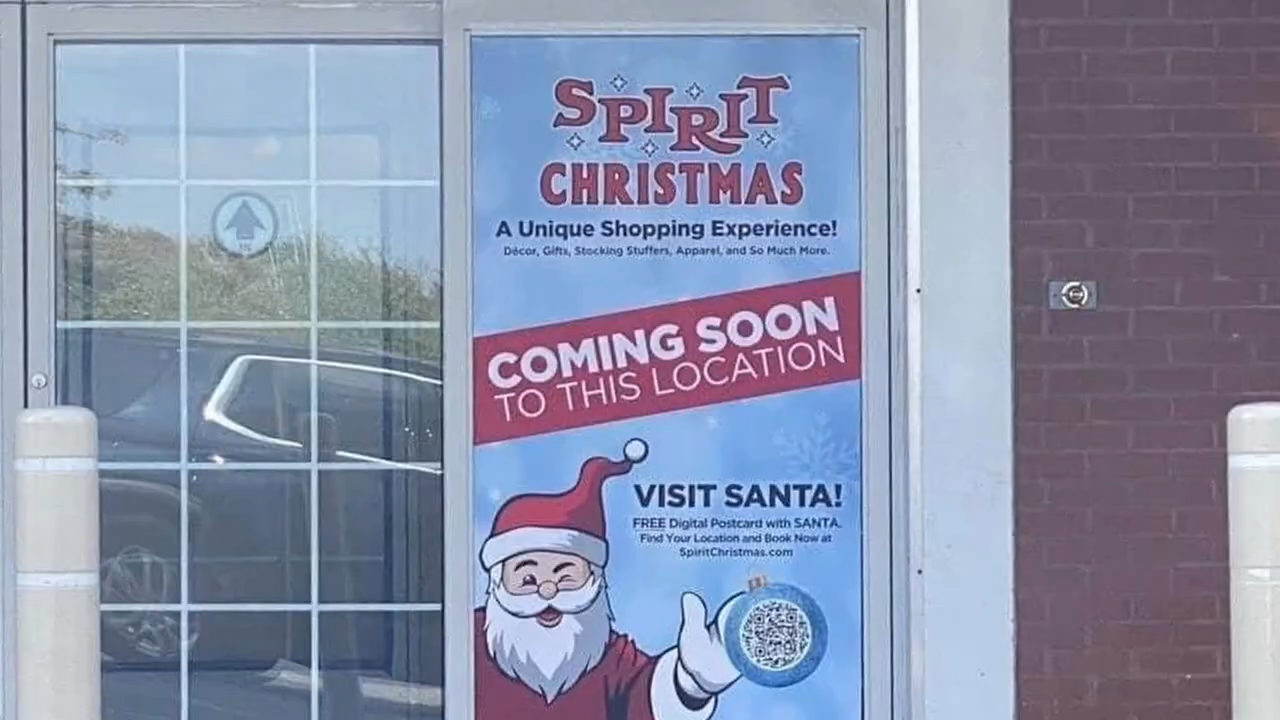 SPIRIT
CHRISTMAS
A Unique Shopping Experience!
Décor, Gifts, Stocking Stuffers, Apparel, and So Much More.
COMING SOON
TO THIS LOCATION
VISIT SANTA!
FREE Digital Postcard with SANTA.
Find Your Location and Book Now at
SpiritChristmas.com